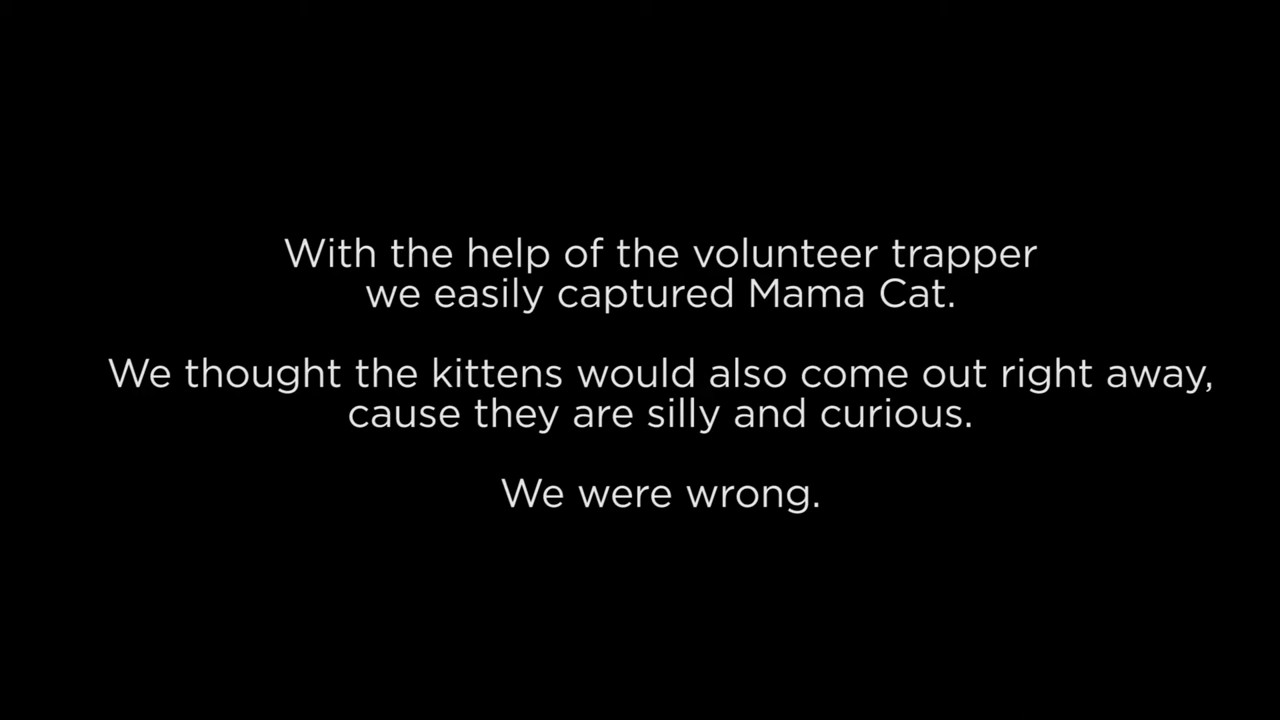 With the help of the volunteer trapper
we easily captured Mama Cat.
We thought the kittens would also come out right away,
cause they are silly and curious.
We were wrong.